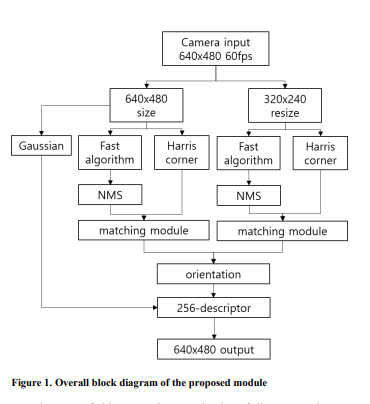 Camera input
640x480 60fps
640x480
size
320x240
resize
Gaussian
Fast
algorithm
Harris
corner
Fast
algorithm
Harris
corner
NMS
NMS
matching module
matching module
orientation
256-descriptor
640x480 output
Figure 1. Overall block diagram of the proposed module